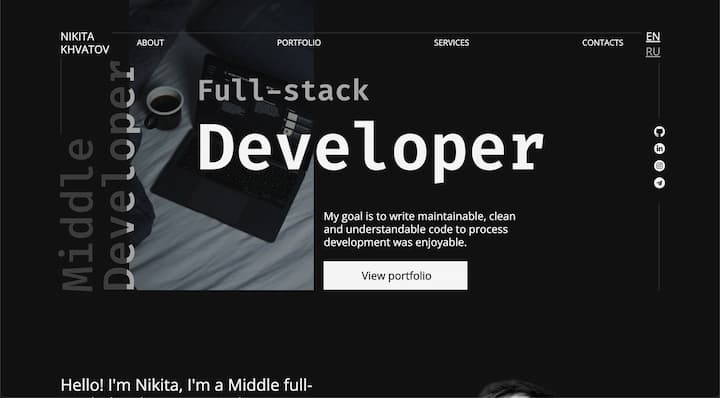 NIKITA
KHVATOV
ABOUT
PORTFOLIO
SERVICES
CONTACTS
EN
RU
Middle
Developer
Full-stack
Developer
My goal is to write maintainable, clean
and understandable code to process
development was enjoyable.
View portfolio
Hello! I'm Nikita, I'm a Middle full-